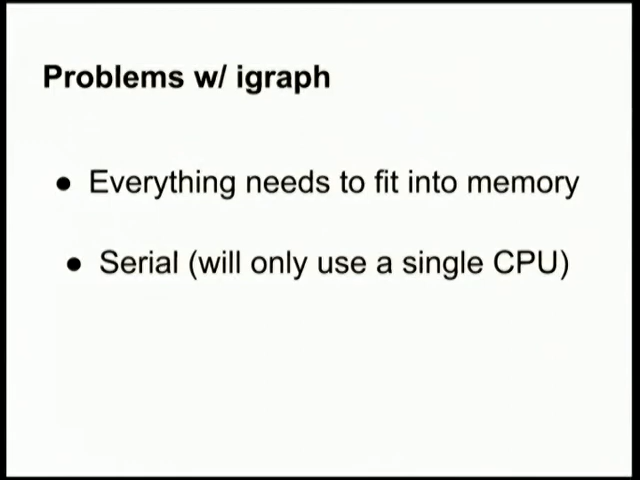 Problems w/ igraph
● Everything needs to fit into memory
● Serial (will only use a single CPU)